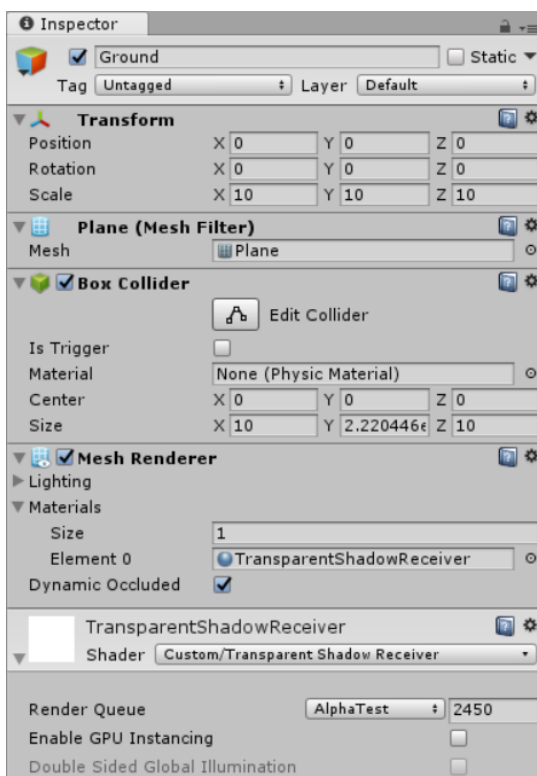 Inspector
Ground Static
Tag Untagged Layer Default
Transform
Position X 0 Y 0 Z 0
Rotation X 0 Y 0 Z 0
Scale X 10 Y 10 Z 10
Plane (Mesh Filter)
Mesh Plane
Box Collider
Edit Collider
Is Trigger
Material None (Physic Material)
Center X 0 Y 0 Z 0
Size X 10 Y 2.220446e Z 10
Mesh Renderer
Lighting
Materials
Size 1
Element 0 TransparentShadowReceiver
Dynamic Occluded
TransparentShadowReceiver
Shader Custom/Transparent Shadow Receiver
Render Queue AlphaTest 2450
Enable GPU Instancing
Double Sided Global Illumination